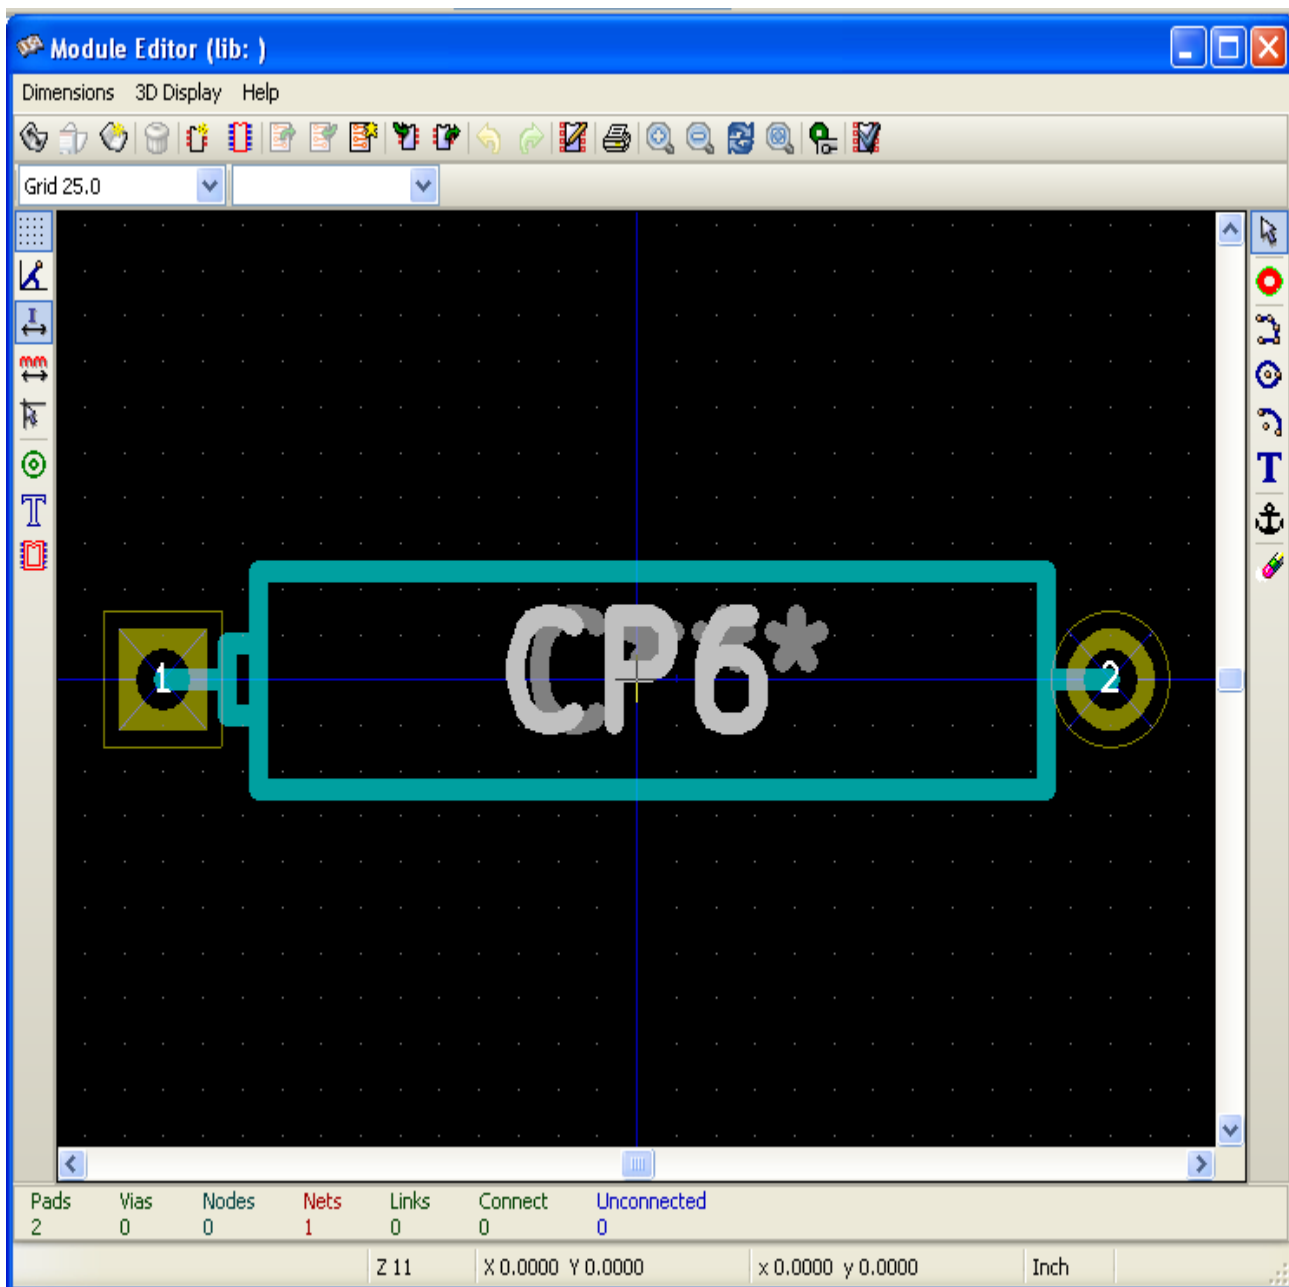 Module Editor (lib: )
Dimensions 3D Display Help
Grid 25.0
I
mm
T
T
CP6*
1
2
Pads Vias Nodes Nets Links Connect Unconnected
2 0 0 1 0 0 0
Z 11 X 0.0000 Y 0.0000 x 0.0000 y 0.0000 Inch